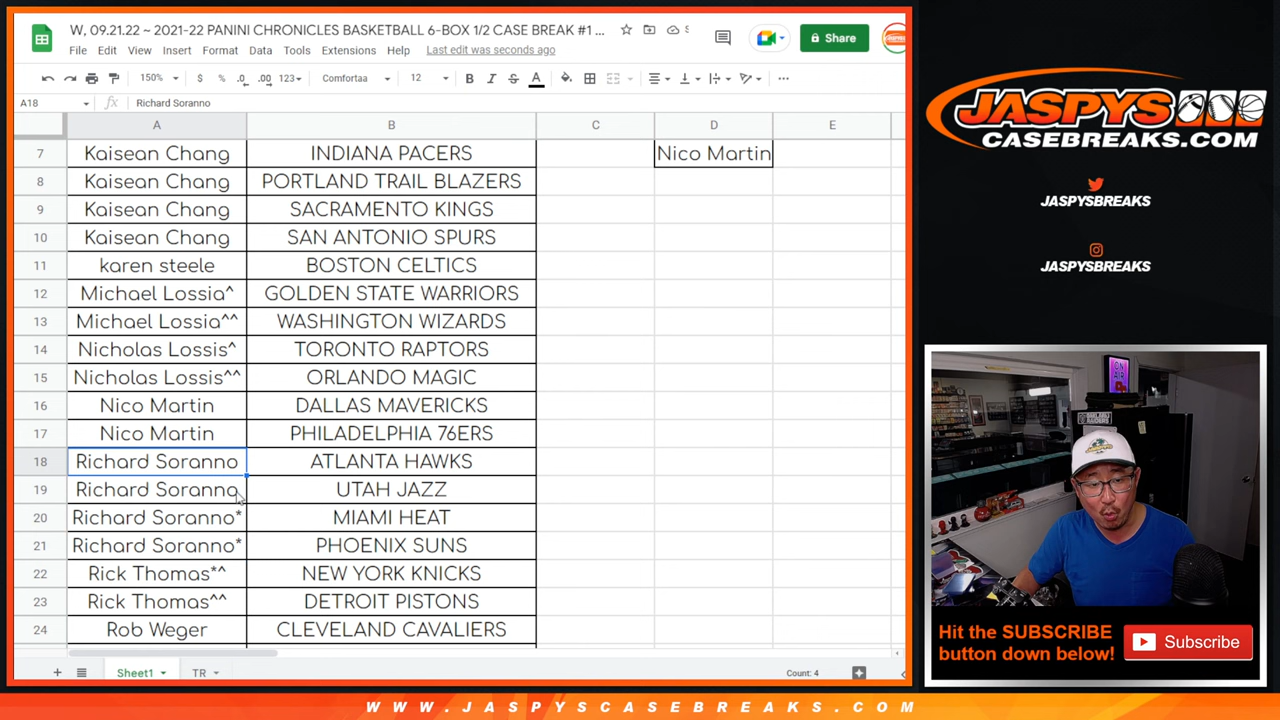 W, 09.21.22 ~ 2021-22 PANINI CHRONICLES BASKETBALL 6-BOX 1/2 CASE BREAK #1 ...
File Edit View Insert Format Data Tools Extensions Help Last edit was seconds ago
Share
150% $ % .0 .00 123 Comfortaa 12 B I S A
A18 fx Richard Soranno
A B C D E
7 Kaisean Chang INDIANA PACERS Nico Martin
8 Kaisean Chang PORTLAND TRAIL BLAZERS
9 Kaisean Chang SACRAMENTO KINGS
10 Kaisean Chang SAN ANTONIO SPURS
11 karen steele BOSTON CELTICS
12 Michael Lossia^ GOLDEN STATE WARRIORS
13 Michael Lossia^^ WASHINGTON WIZARDS
14 Nicholas Lossis^ TORONTO RAPTORS
15 Nicholas Lossis^^ ORLANDO MAGIC
16 Nico Martin DALLAS MAVERICKS
17 Nico Martin PHILADELPHIA 76ERS
18 Richard Soranno ATLANTA HAWKS
19 Richard Soranno UTAH JAZZ
20 Richard Soranno* MIAMI HEAT
21 Richard Soranno* PHOENIX SUNS
22 Rick Thomas*^ NEW YORK KNICKS
23 Rick Thomas^^ DETROIT PISTONS
24 Rob Weger CLEVELAND CAVALIERS
Sheet1 TR Count: 4
JASPYS
CASEBREAKS.COM
JASPYSBREAKS
JASPYSBREAKS
ON AIR
Hit the SUBSCRIBE
button down below!
Subscribe
WWW.JASPYSCASEBREAKS.COM